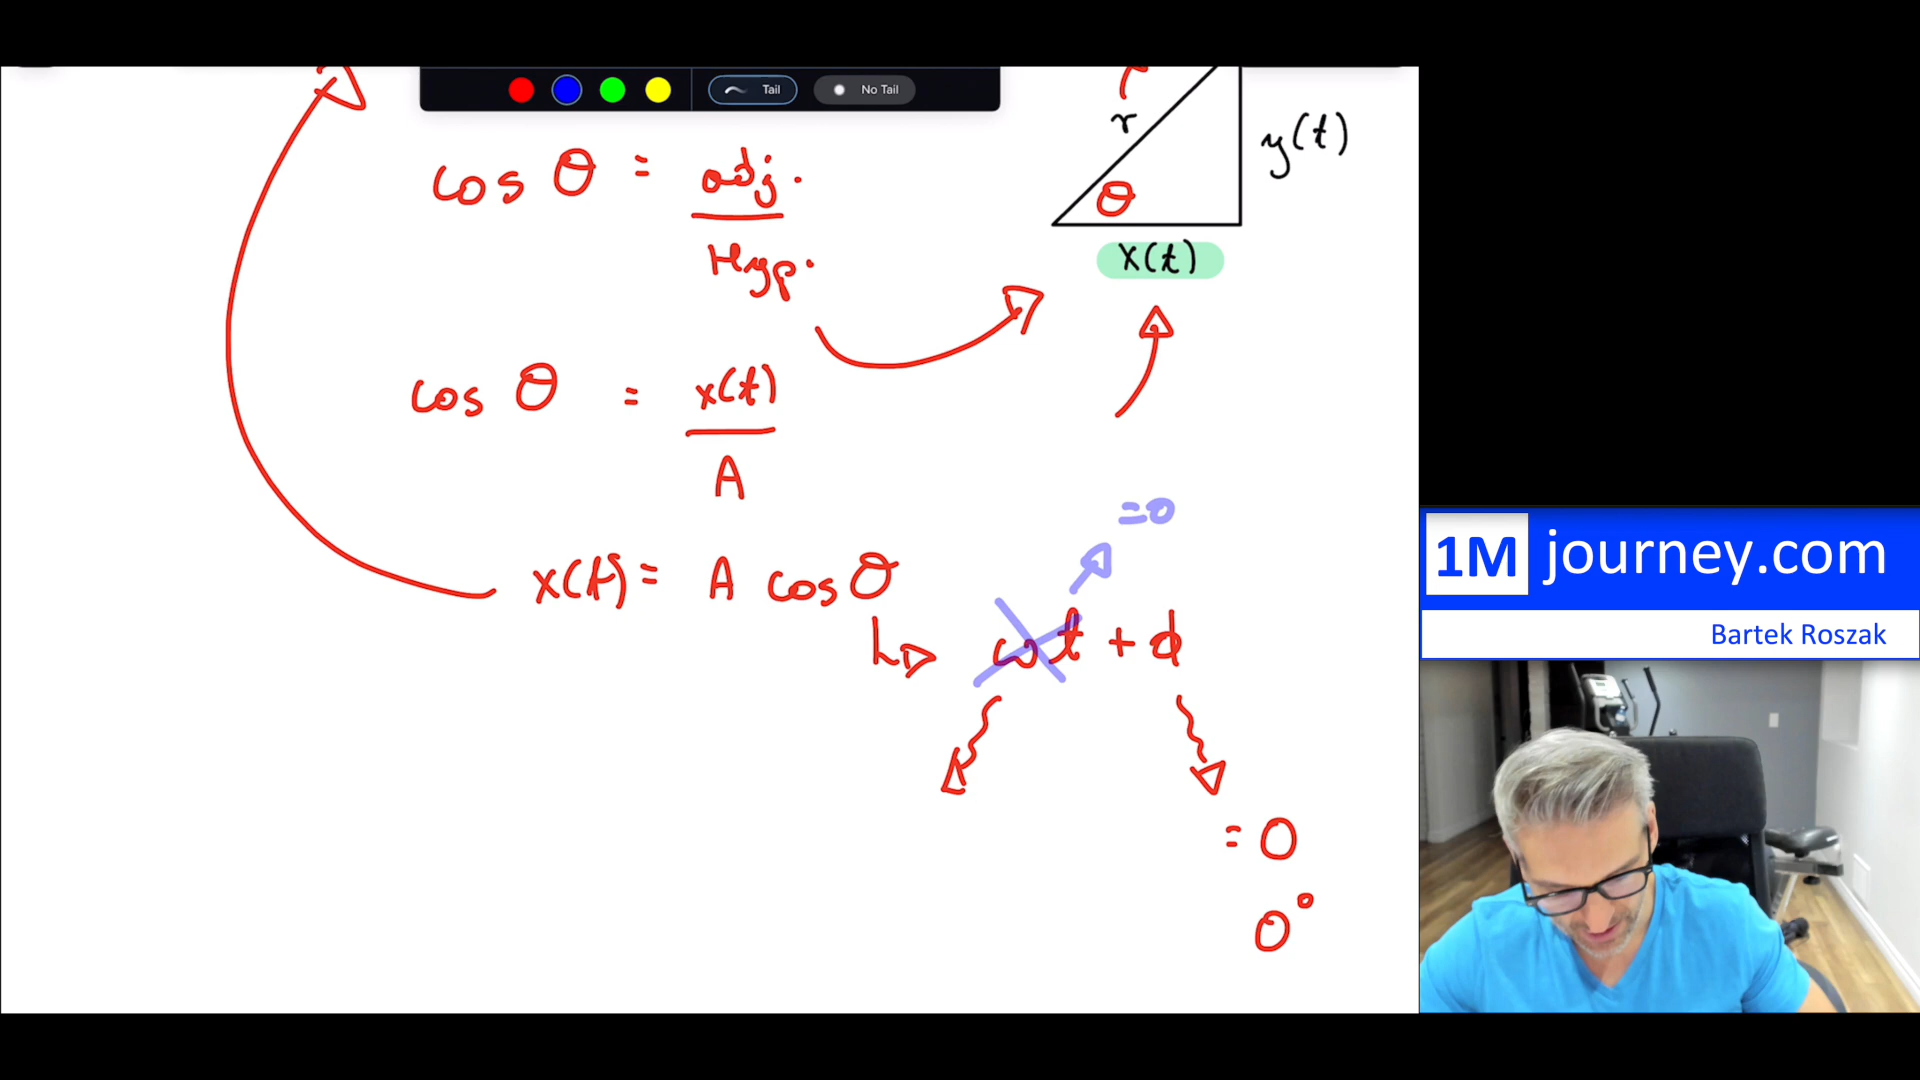 Tail
No Tail
r
y(t)
θ
x(t)
cos θ = adj.
Hyp.
cos θ = x(t)
A
=0
x(t) = A cos θ
ωt + ϕ
= 0
0°
1M journey.com
Bartek Roszak